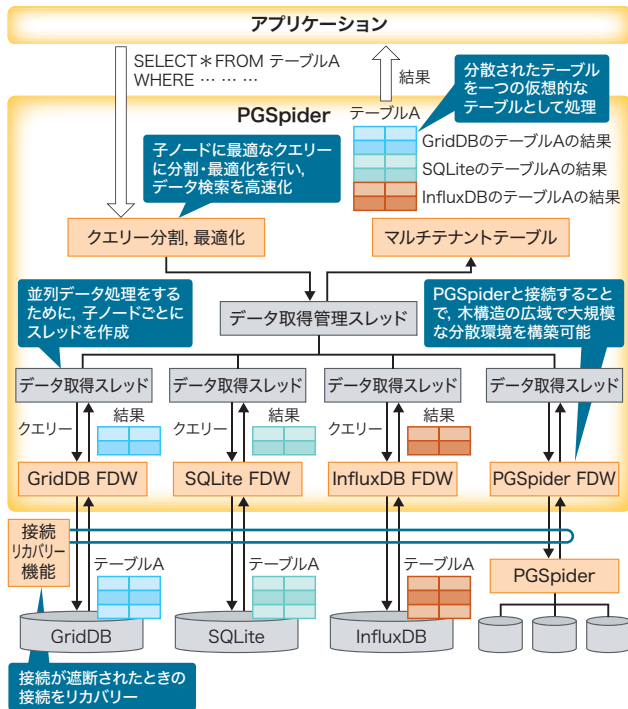 アプリケーション
SELECT＊FROM テーブルA
WHERE … … …
結果
分散されたテーブル
を一つの仮想的な
テーブルとして処理
PGSpider
テーブルA
子ノードに最適なクエリー
に分割・最適化を行い,
データ検索を高速化
GridDBのテーブルAの結果
SQLiteのテーブルAの結果
InfluxDBのテーブルAの結果
クエリー分割, 最適化
マルチテナントテーブル
並列データ処理をする
ために, 子ノードごとに
スレッドを作成
データ取得管理スレッド
PGSpiderと接続すること
で, 木構造の広域で大規模
な分散環境を構築可能
データ取得スレッド
データ取得スレッド
データ取得スレッド
データ取得スレッド
クエリー
結果
クエリー
結果
クエリー
結果
GridDB FDW
SQLite FDW
InfluxDB FDW
PGSpider FDW
接続
リカバリー
機能
テーブルA
テーブルA
テーブルA
PGSpider
GridDB
SQLite
InfluxDB
接続が遮断されたときの
接続をリカバリー